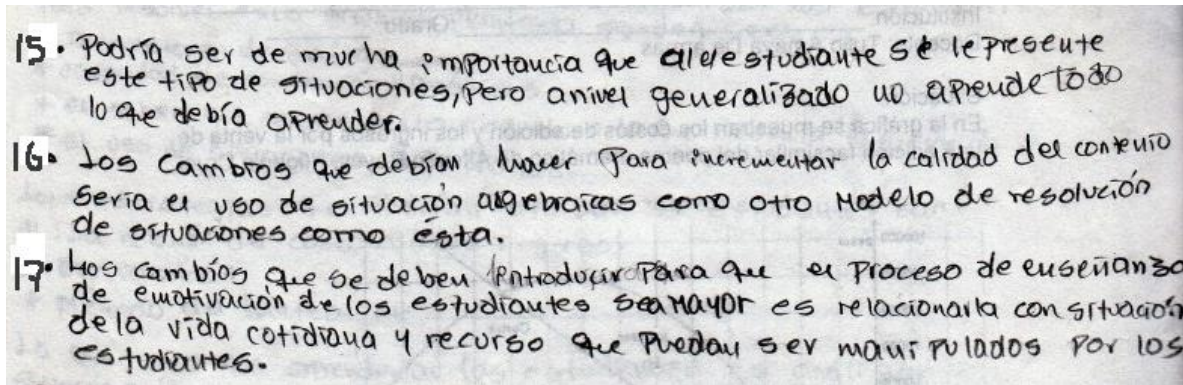 15. Podría ser de mucha importancia que al estudiante se le presente
este tipo de situaciones, pero a nivel generalizado no aprende todo
lo que debía aprender.
16. Los cambios que debían hacer para incrementar la calidad del contenio
sería el uso de situación algebraicas como otro modelo de resolución
de situaciones como ésta.
17. Los cambios que se deben introducir para que el proceso de enseñanza
de emotivación de los estudiantes sea mayor es relacionarla con situación
de la vida cotidiana y recurso que puedan ser manipulados por los
estudiantes.